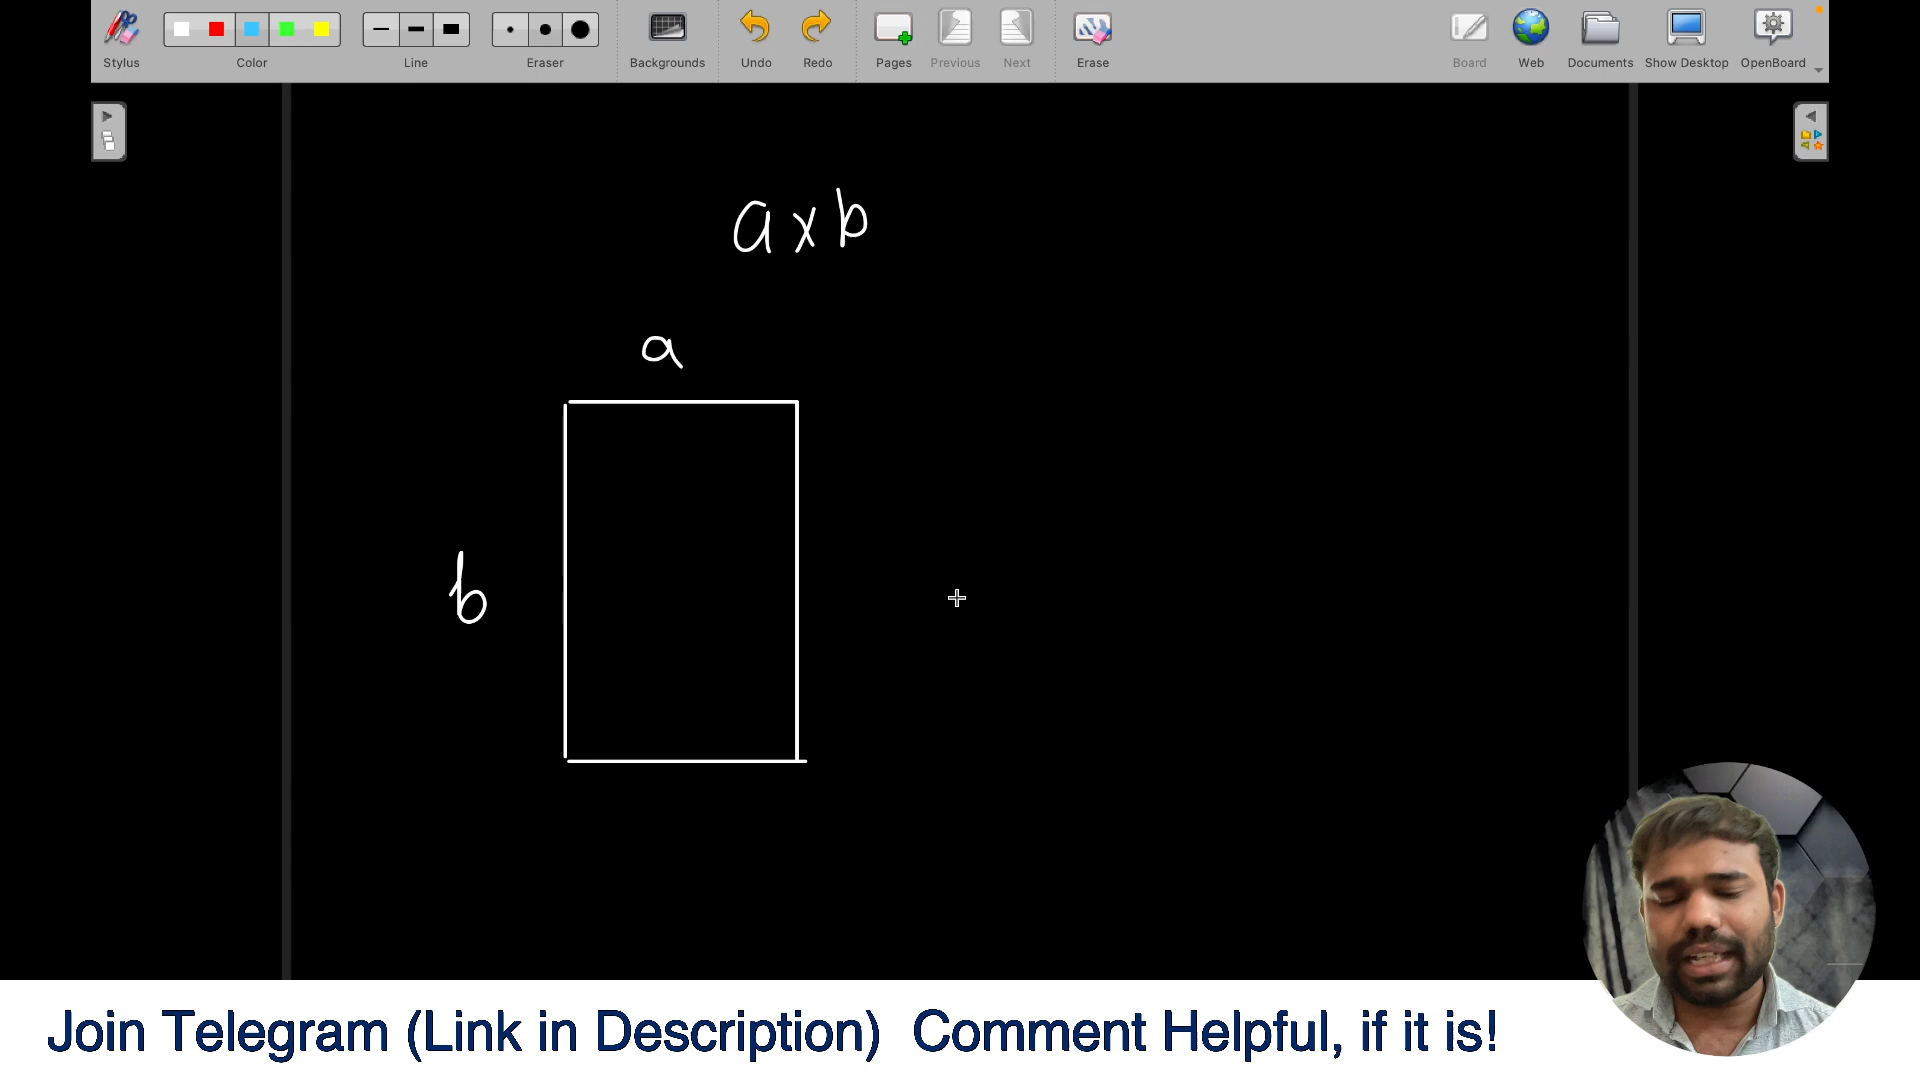 Stylus Color Line Eraser Backgrounds Undo Redo Pages Previous Next Erase Board Web Documents Show Desktop OpenBoard
a x b
a
b
Join Telegram (Link in Description) Comment Helpful, if it is!